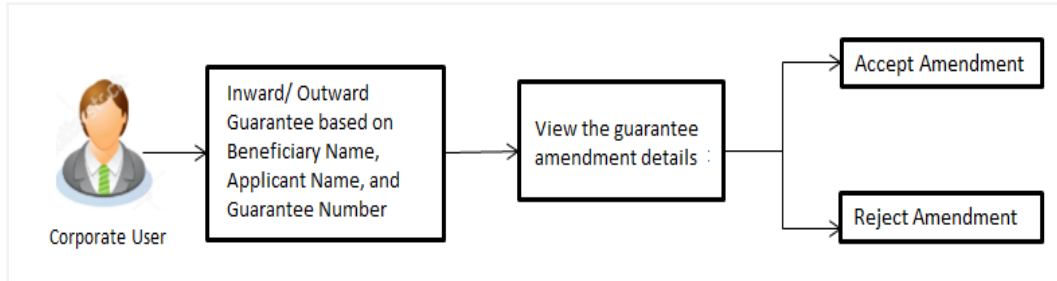 Corporate User
Inward/ Outward
Guarantee based on
Beneficiary Name,
Applicant Name, and
Guarantee Number
View the guarantee
amendment details :
Accept Amendment
Reject Amendment